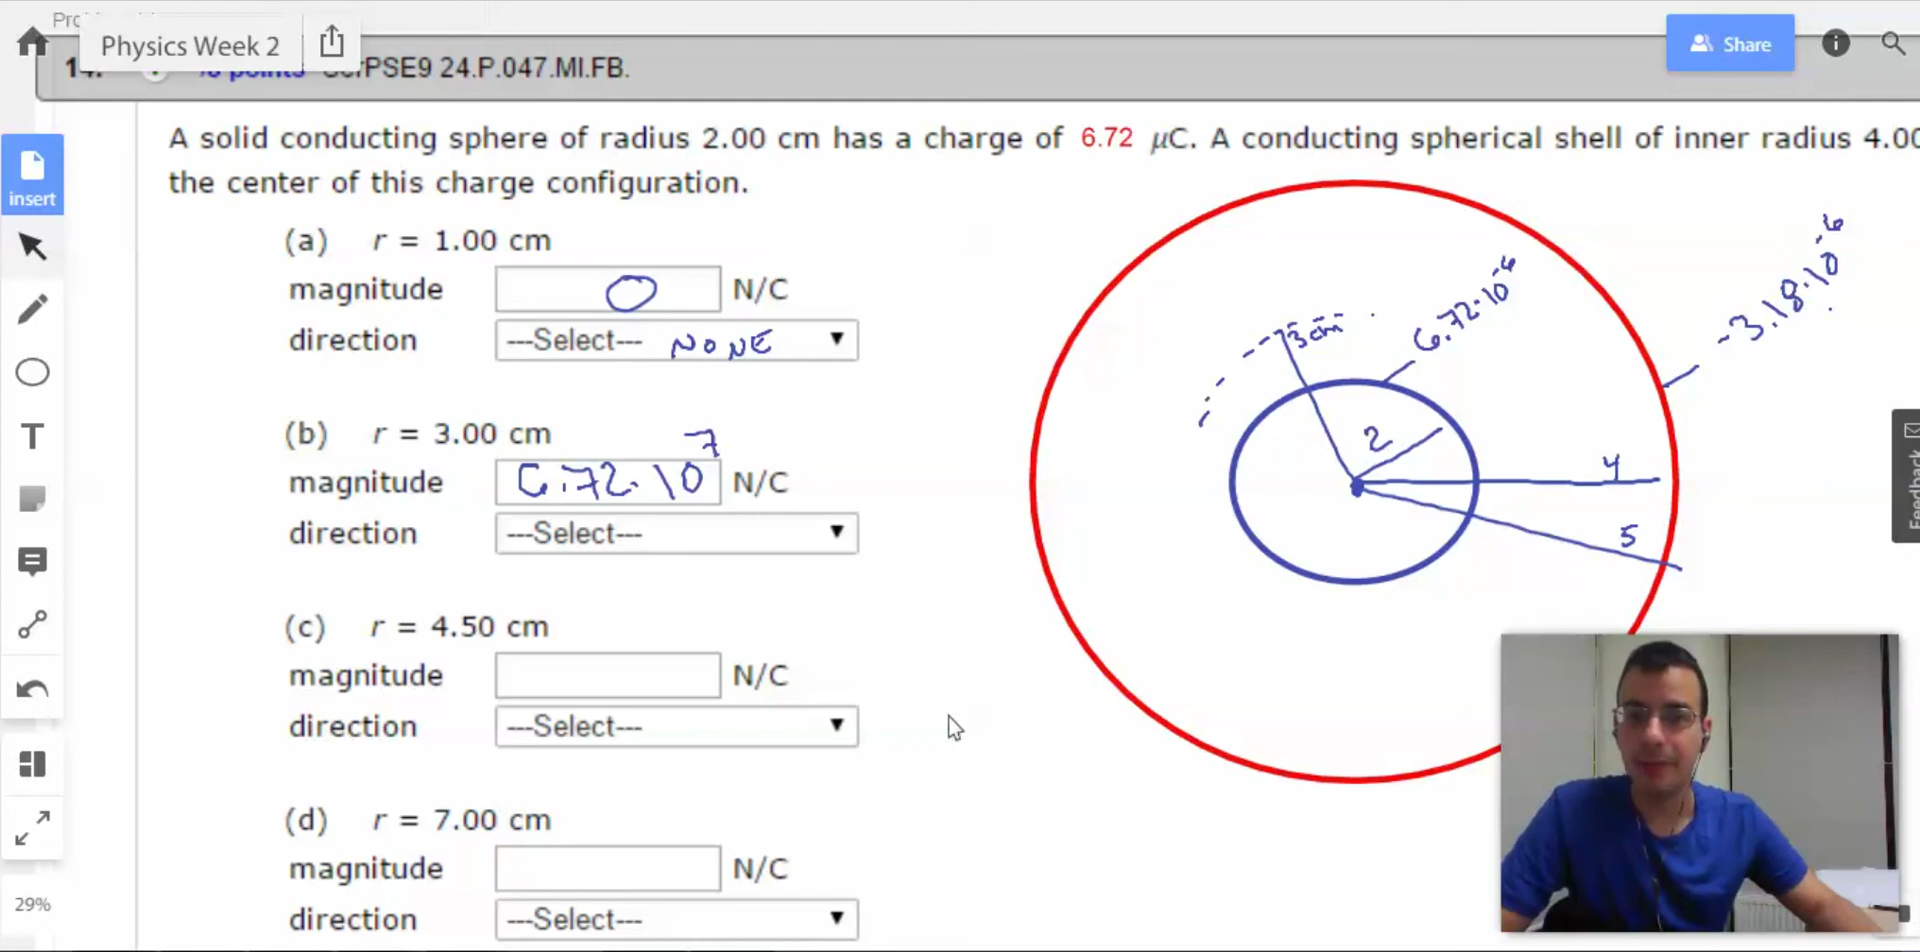 Physics Week 2
Share
SerPSE9 24.P.047.MI.FB.
A solid conducting sphere of radius 2.00 cm has a charge of 6.72 μC. A conducting spherical shell of inner radius 4.00
the center of this charge configuration.
insert
(a) r = 1.00 cm
magnitude 0 N/C
direction ---Select--- NONE
(b) r = 3.00 cm
magnitude 6.72·10^7 N/C
direction ---Select---
(c) r = 4.50 cm
magnitude N/C
direction ---Select---
(d) r = 7.00 cm
magnitude N/C
direction ---Select---
3cm
6.72·10^-6
-3.18·10^-6
2
4
5
T
Feedback
29%